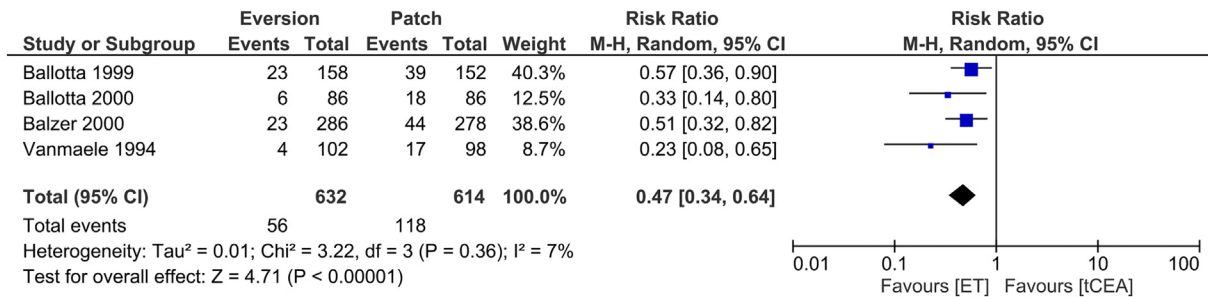 Eversion Patch Risk Ratio Risk Ratio
Study or Subgroup Events Total Events Total Weight M-H, Random, 95% CI M-H, Random, 95% CI
Ballotta 1999 23 158 39 152 40.3% 0.57 [0.36, 0.90]
Ballotta 2000 6 86 18 86 12.5% 0.33 [0.14, 0.80]
Balzer 2000 23 286 44 278 38.6% 0.51 [0.32, 0.82]
Vanmaele 1994 4 102 17 98 8.7% 0.23 [0.08, 0.65]
Total (95% CI) 632 614 100.0% 0.47 [0.34, 0.64]
Total events 56 118
Heterogeneity: Tau² = 0.01; Chi² = 3.22, df = 3 (P = 0.36); I² = 7%
Test for overall effect: Z = 4.71 (P < 0.00001)
0.01 0.1 1 10 100
Favours [ET] Favours [tCEA]